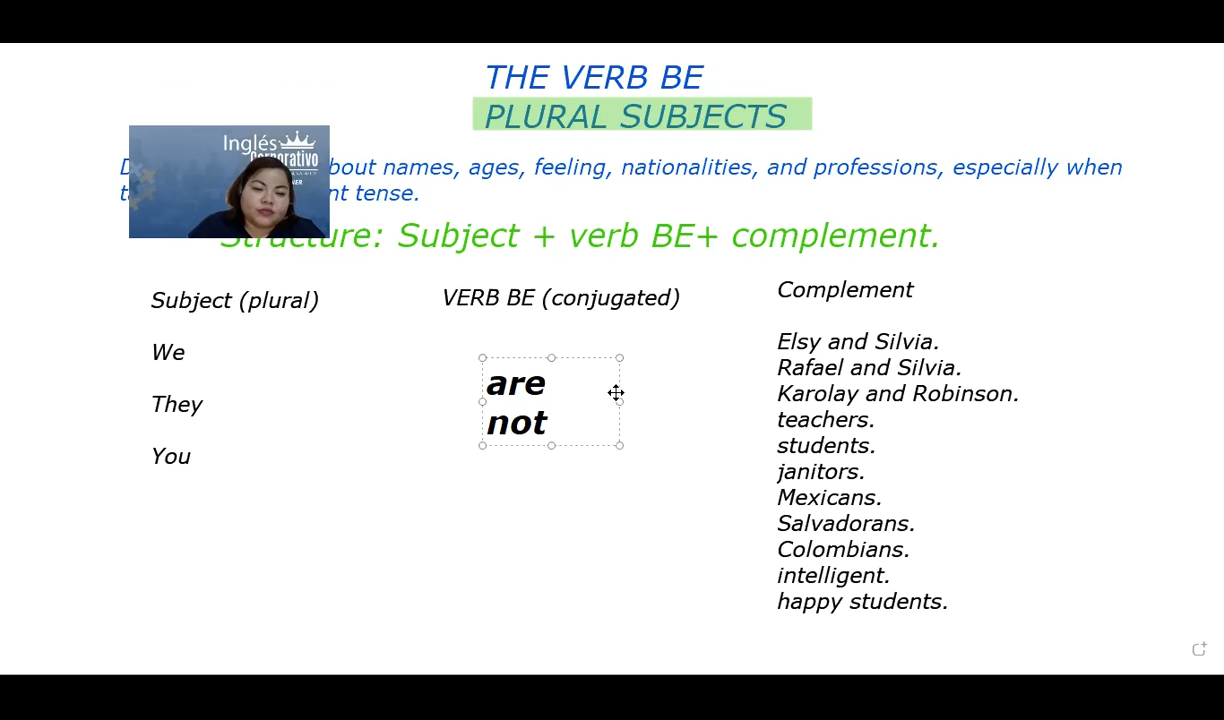 THE VERB BE
PLURAL SUBJECTS
Inglés
Corporativo
about names, ages, feeling, nationalities, and professions, especially when
tense.
Structure: Subject + verb BE+ complement.
Subject (plural)
We
They
You
VERB BE (conjugated)
are
not
Complement
Elsy and Silvia.
Rafael and Silvia.
Karolay and Robinson.
teachers.
students.
janitors.
Mexicans.
Salvadorans.
Colombians.
intelligent.
happy students.